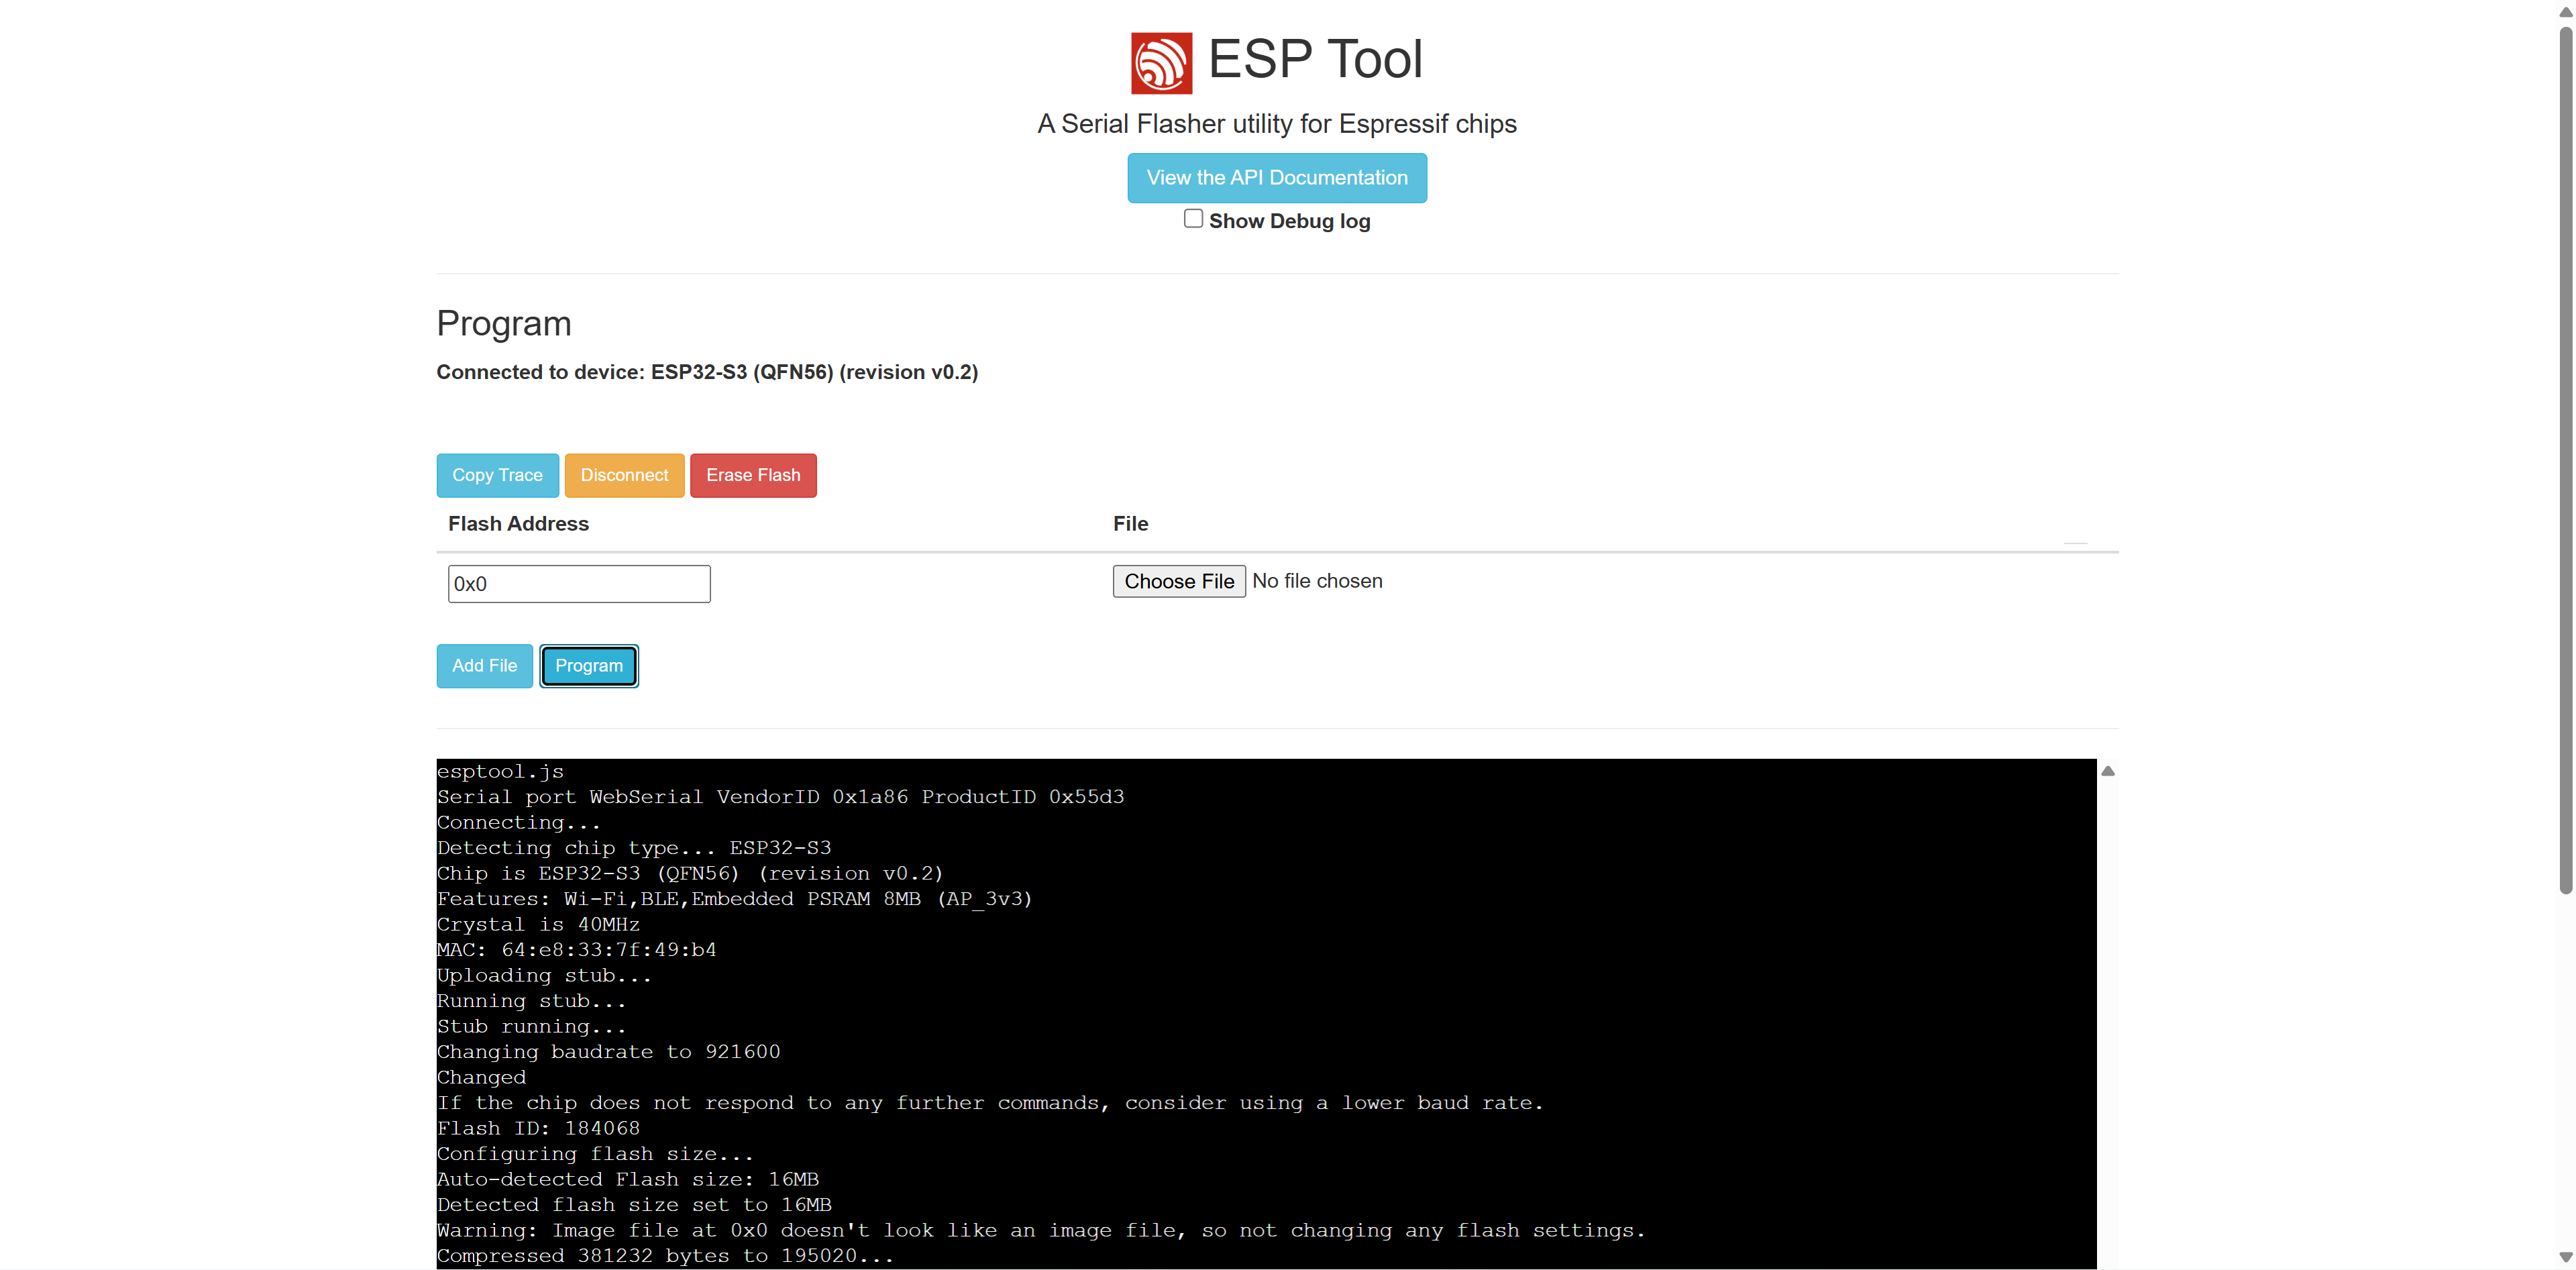 ESP Tool
A Serial Flasher utility for Espressif chips
View the API Documentation
Show Debug log
Program
Connected to device: ESP32-S3 (QFN56) (revision v0.2)
Copy Trace Disconnect Erase Flash
Flash Address File
0x0 Choose File No file chosen
Add File Program
esptool.js
Serial port WebSerial VendorID 0x1a86 ProductID 0x55d3
Connecting...
Detecting chip type... ESP32-S3
Chip is ESP32-S3 (QFN56) (revision v0.2)
Features: Wi-Fi,BLE,Embedded PSRAM 8MB (AP_3v3)
Crystal is 40MHz
MAC: 64:e8:33:7f:49:b4
Uploading stub...
Running stub...
Stub running...
Changing baudrate to 921600
Changed
If the chip does not respond to any further commands, consider using a lower baud rate.
Flash ID: 184068
Configuring flash size...
Auto-detected Flash size: 16MB
Detected flash size set to 16MB
Warning: Image file at 0x0 doesn't look like an image file, so not changing any flash settings.
Compressed 381232 bytes to 195020...